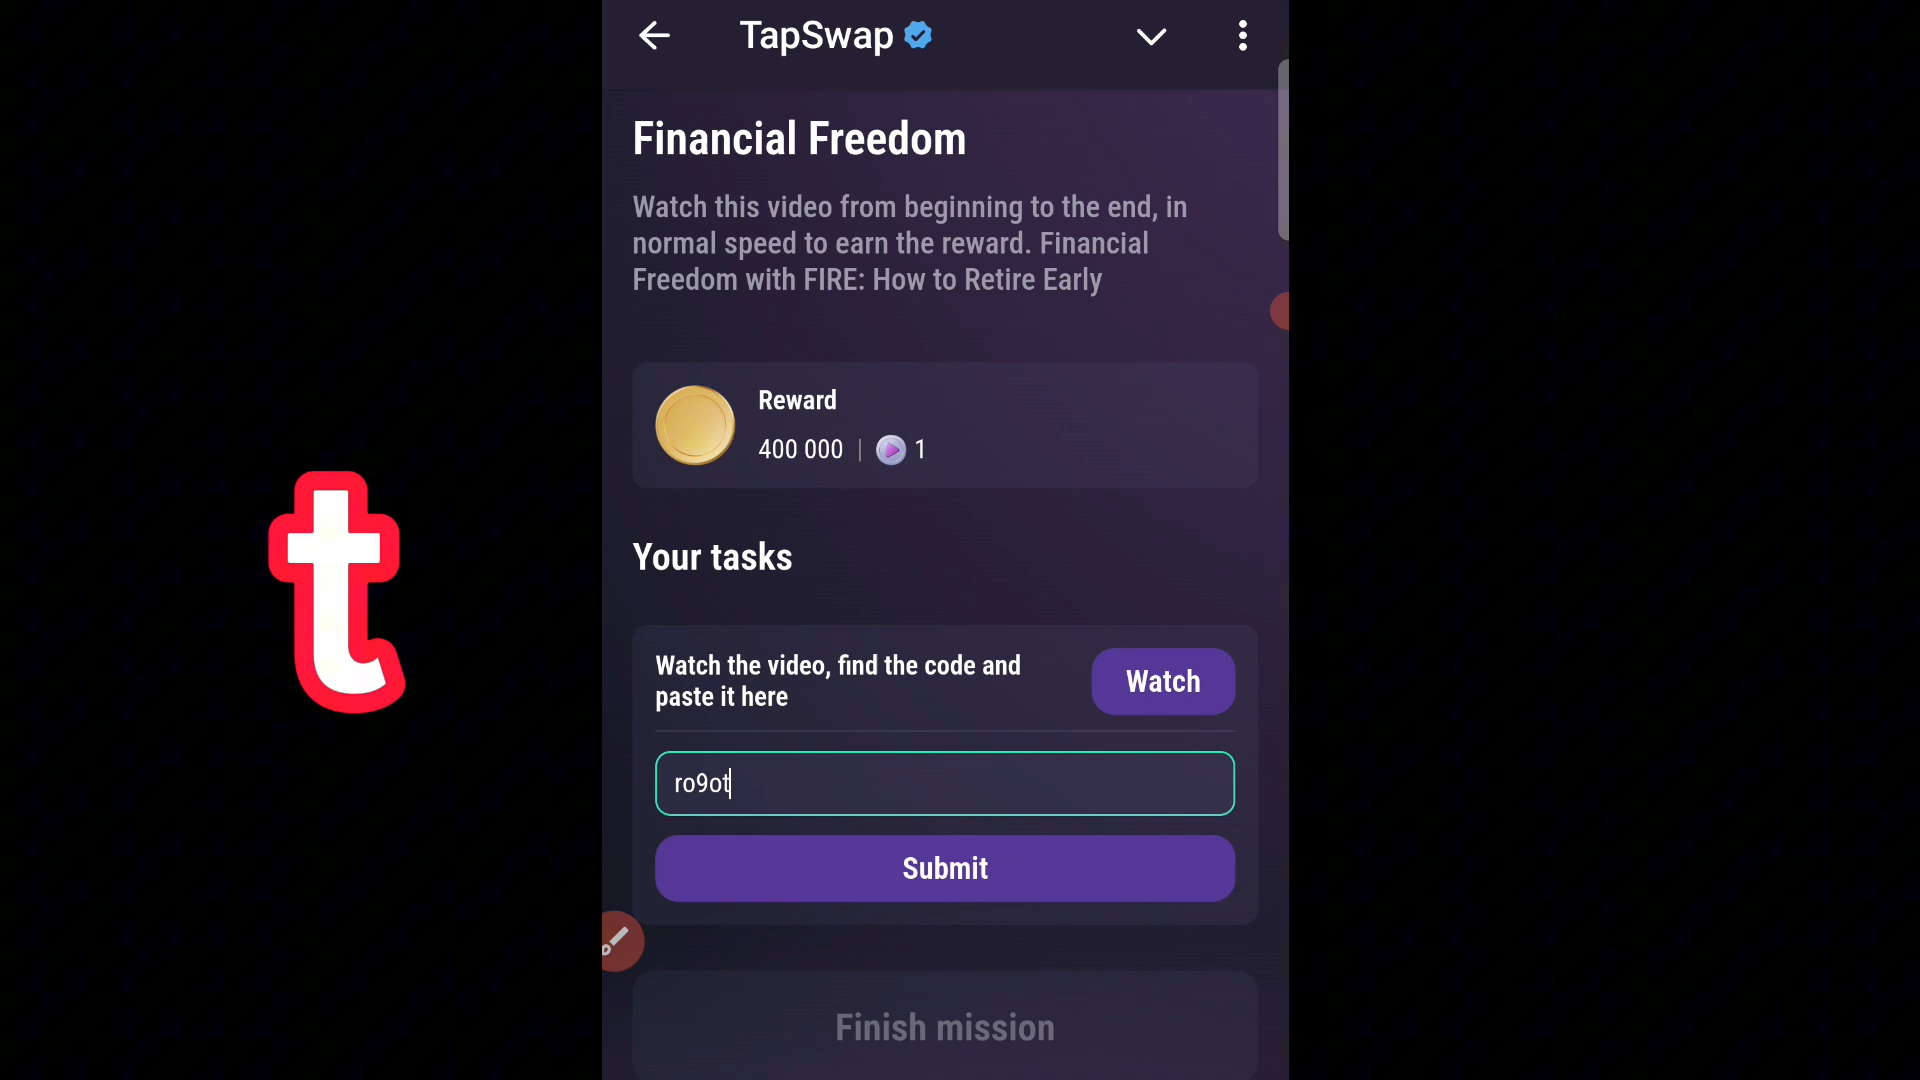 TapSwap
Financial Freedom
Watch this video from beginning to the end, in
normal speed to earn the reward. Financial
Freedom with FIRE: How to Retire Early
Reward
400 000 | 1
Your tasks
Watch the video, find the code and
paste it here
Watch
ro9ot
Submit
Finish mission
t